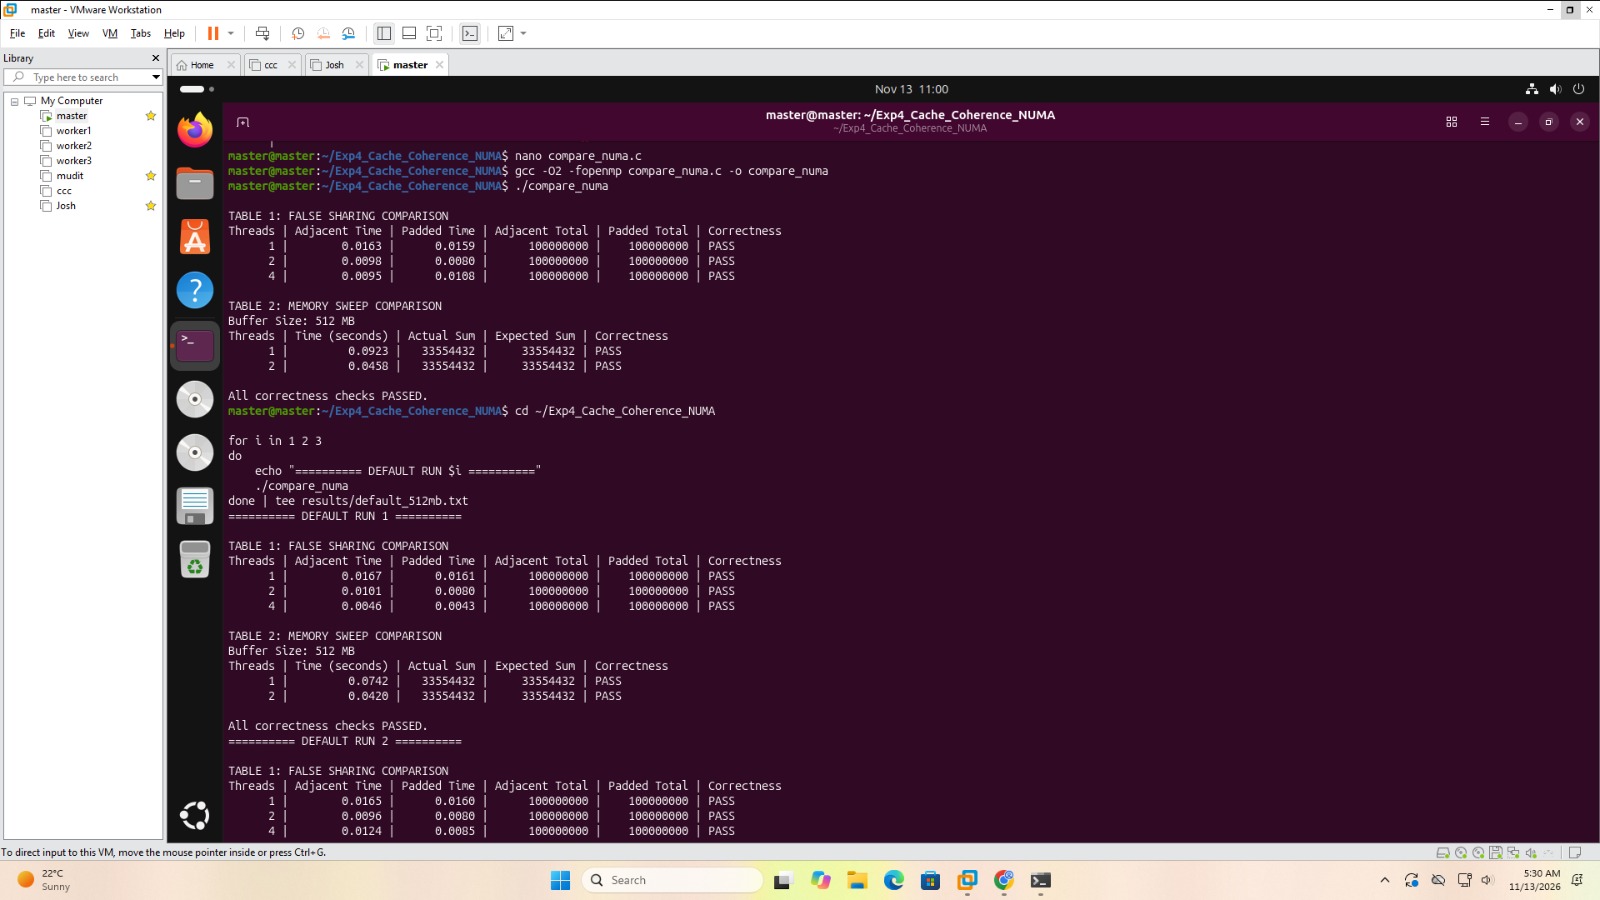 master - VMware Workstation
File Edit View VM Tabs Help
Library
Type here to search
My Computer
master
worker1
worker2
worker3
mudit
ccc
Josh
Home ccc Josh master
Nov 13 11:00
master@master: ~/Exp4_Cache_Coherence_NUMA
~/Exp4_Cache_Coherence_NUMA
master@master:~/Exp4_Cache_Coherence_NUMA$ nano compare_numa.c
master@master:~/Exp4_Cache_Coherence_NUMA$ gcc -O2 -fopenmp compare_numa.c -o compare_numa
master@master:~/Exp4_Cache_Coherence_NUMA$ ./compare_numa
TABLE 1: FALSE SHARING COMPARISON
Threads | Adjacent Time | Padded Time | Adjacent Total | Padded Total | Correctness
1 | 0.0163 | 0.0159 | 100000000 | 100000000 | PASS
2 | 0.0098 | 0.0080 | 100000000 | 100000000 | PASS
4 | 0.0095 | 0.0108 | 100000000 | 100000000 | PASS
TABLE 2: MEMORY SWEEP COMPARISON
Buffer Size: 512 MB
Threads | Time (seconds) | Actual Sum | Expected Sum | Correctness
1 | 0.0923 | 33554432 | 33554432 | PASS
2 | 0.0458 | 33554432 | 33554432 | PASS
All correctness checks PASSED.
master@master:~/Exp4_Cache_Coherence_NUMA$ cd ~/Exp4_Cache_Coherence_NUMA
for i in 1 2 3
do
echo "========== DEFAULT RUN $i =========="
./compare_numa
done | tee results/default_512mb.txt
========== DEFAULT RUN 1 ==========
TABLE 1: FALSE SHARING COMPARISON
Threads | Adjacent Time | Padded Time | Adjacent Total | Padded Total | Correctness
1 | 0.0167 | 0.0161 | 100000000 | 100000000 | PASS
2 | 0.0101 | 0.0080 | 100000000 | 100000000 | PASS
4 | 0.0046 | 0.0043 | 100000000 | 100000000 | PASS
TABLE 2: MEMORY SWEEP COMPARISON
Buffer Size: 512 MB
Threads | Time (seconds) | Actual Sum | Expected Sum | Correctness
1 | 0.0742 | 33554432 | 33554432 | PASS
2 | 0.0420 | 33554432 | 33554432 | PASS
All correctness checks PASSED.
========== DEFAULT RUN 2 ==========
TABLE 1: FALSE SHARING COMPARISON
Threads | Adjacent Time | Padded Time | Adjacent Total | Padded Total | Correctness
1 | 0.0165 | 0.0160 | 100000000 | 100000000 | PASS
2 | 0.0096 | 0.0080 | 100000000 | 100000000 | PASS
4 | 0.0124 | 0.0085 | 100000000 | 100000000 | PASS
To direct input to this VM, move the mouse pointer inside or press Ctrl+G.
22°C
Sunny
Search
5:30 AM
11/13/2026